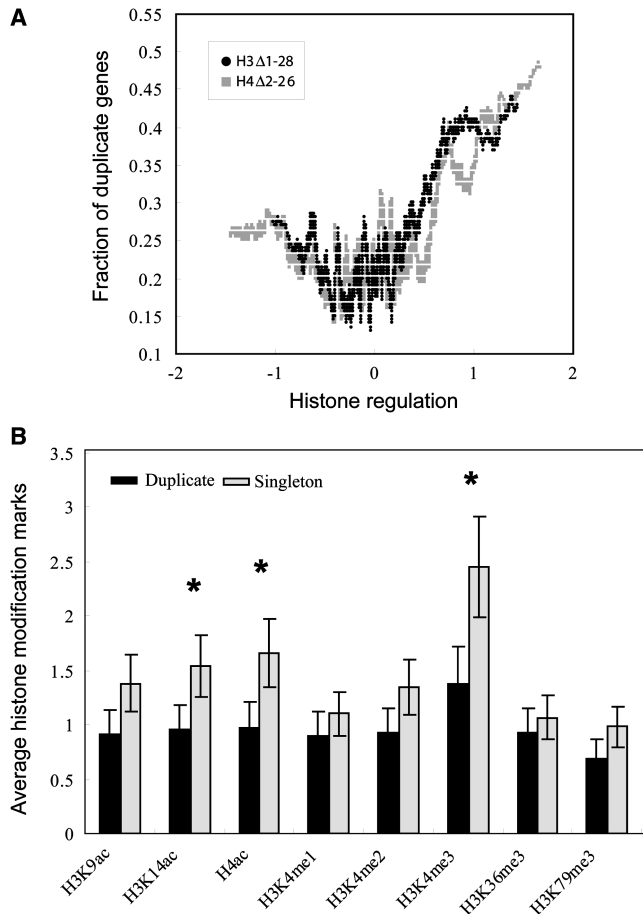 A
Fraction of duplicate genes
0.55
0.5
0.45
0.4
0.35
0.3
0.25
0.2
0.15
0.1
H3Δ1-28
H4Δ2-26
-2
-1
0
1
2
Histone regulation
B
Average histone modification marks
3.5
3
2.5
2
1.5
1
0.5
0
Duplicate
Singleton
*
*
*
H3K9ac
H3K14ac
H4ac
H3K4me1
H3K4me2
H3K4me3
H3K36me3
H3K79me3